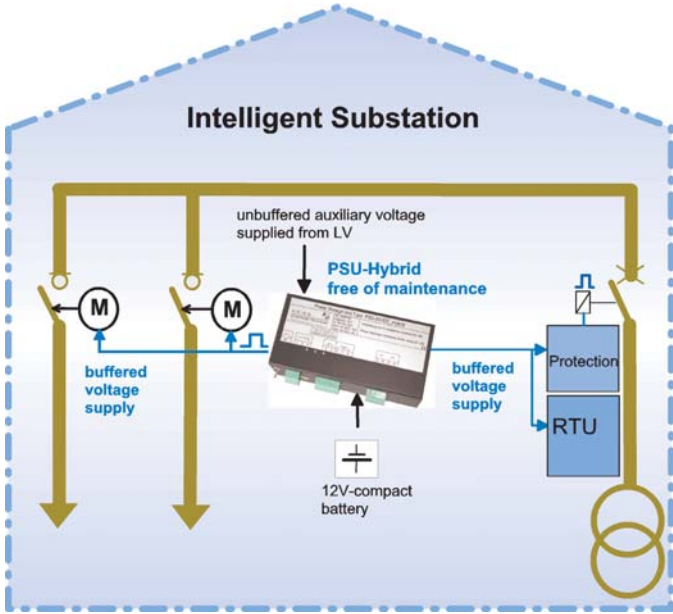 Intelligent Substation
unbuffered auxiliary voltage
supplied from LV
PSU-Hybrid
free of maintenance
M
M
buffered
voltage
supply
buffered
voltage
supply
Protection
RTU
12V-compact
battery